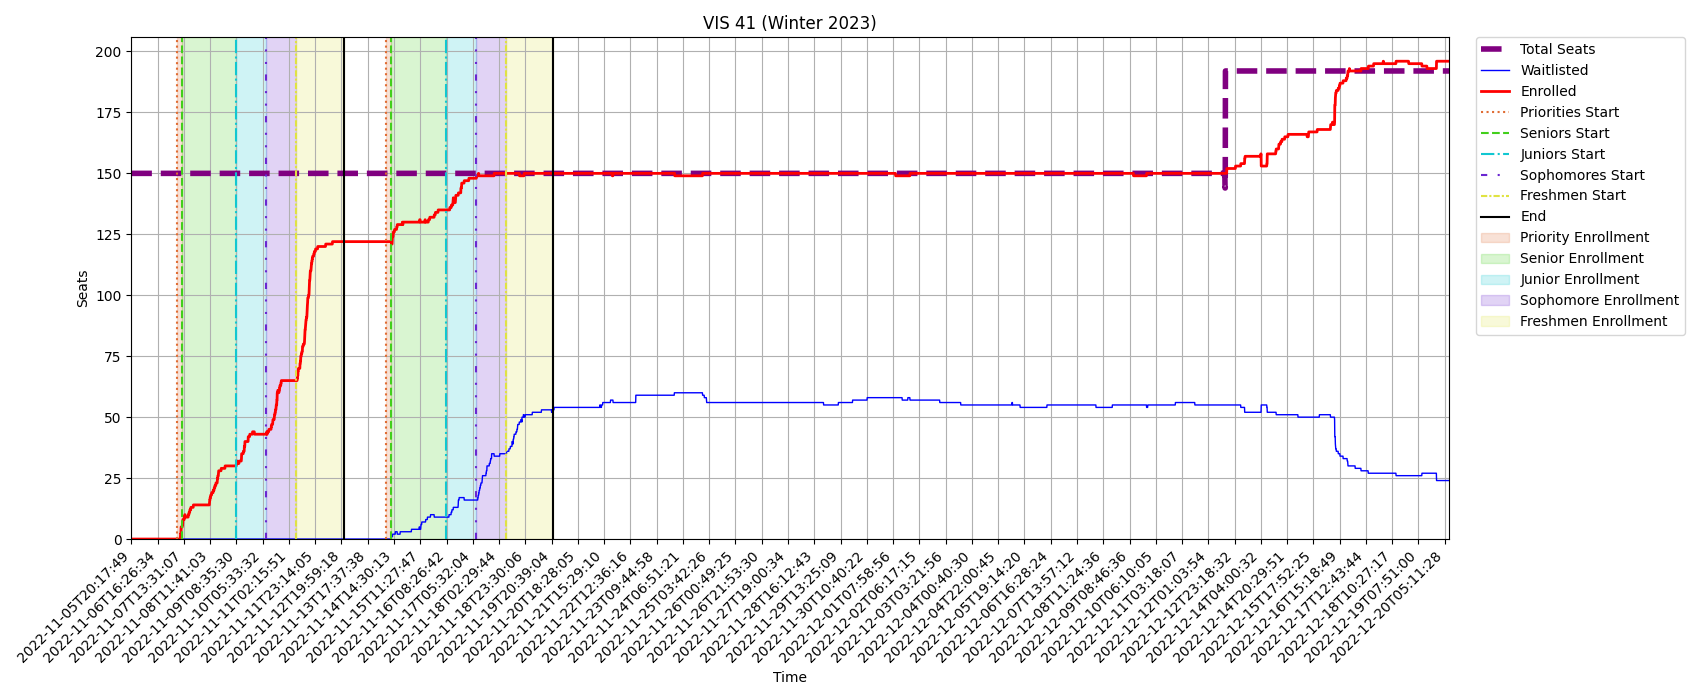 VIS 41 (Winter 2023)
200
175
150
125
100
75
50
25
0
Seats
Total Seats
Waitlisted
Enrolled
Priorities Start
Seniors Start
Juniors Start
Sophomores Start
Freshmen Start
End
Priority Enrollment
Senior Enrollment
Junior Enrollment
Sophomore Enrollment
Freshmen Enrollment
2022-11-05T20:17:49
2022-11-06T16:26:34
2022-11-07T13:31:07
2022-11-08T11:41:03
2022-11-09T08:35:30
2022-11-10T05:33:32
2022-11-11T02:15:51
2022-11-11T23:14:05
2022-11-12T19:59:18
2022-11-13T17:37:38
2022-11-14T14:30:13
2022-11-15T11:27:47
2022-11-16T08:26:42
2022-11-17T05:32:04
2022-11-18T02:29:44
2022-11-18T23:30:06
2022-11-19T20:39:04
2022-11-20T18:28:05
2022-11-21T15:29:10
2022-11-22T12:36:16
2022-11-23T09:44:58
2022-11-24T06:51:21
2022-11-25T03:42:26
2022-11-26T00:49:25
2022-11-26T21:53:30
2022-11-27T19:00:34
2022-11-28T16:12:43
2022-11-29T13:25:09
2022-11-30T10:40:22
2022-12-01T07:58:56
2022-12-02T06:17:15
2022-12-03T03:21:56
2022-12-04T00:40:30
2022-12-04T22:00:45
2022-12-05T19:14:20
2022-12-06T16:28:24
2022-12-07T13:57:12
2022-12-08T11:24:36
2022-12-09T08:46:30
2022-12-10T06:10:05
2022-12-11T03:18:07
2022-12-12T01:03:54
2022-12-12T23:18:32
2022-12-14T04:00:32
2022-12-14T20:29:51
2022-12-15T17:52:25
2022-12-16T15:18:49
2022-12-17T12:43:44
2022-12-18T10:27:17
2022-12-19T07:51:00
2022-12-20T05:11:28
Time